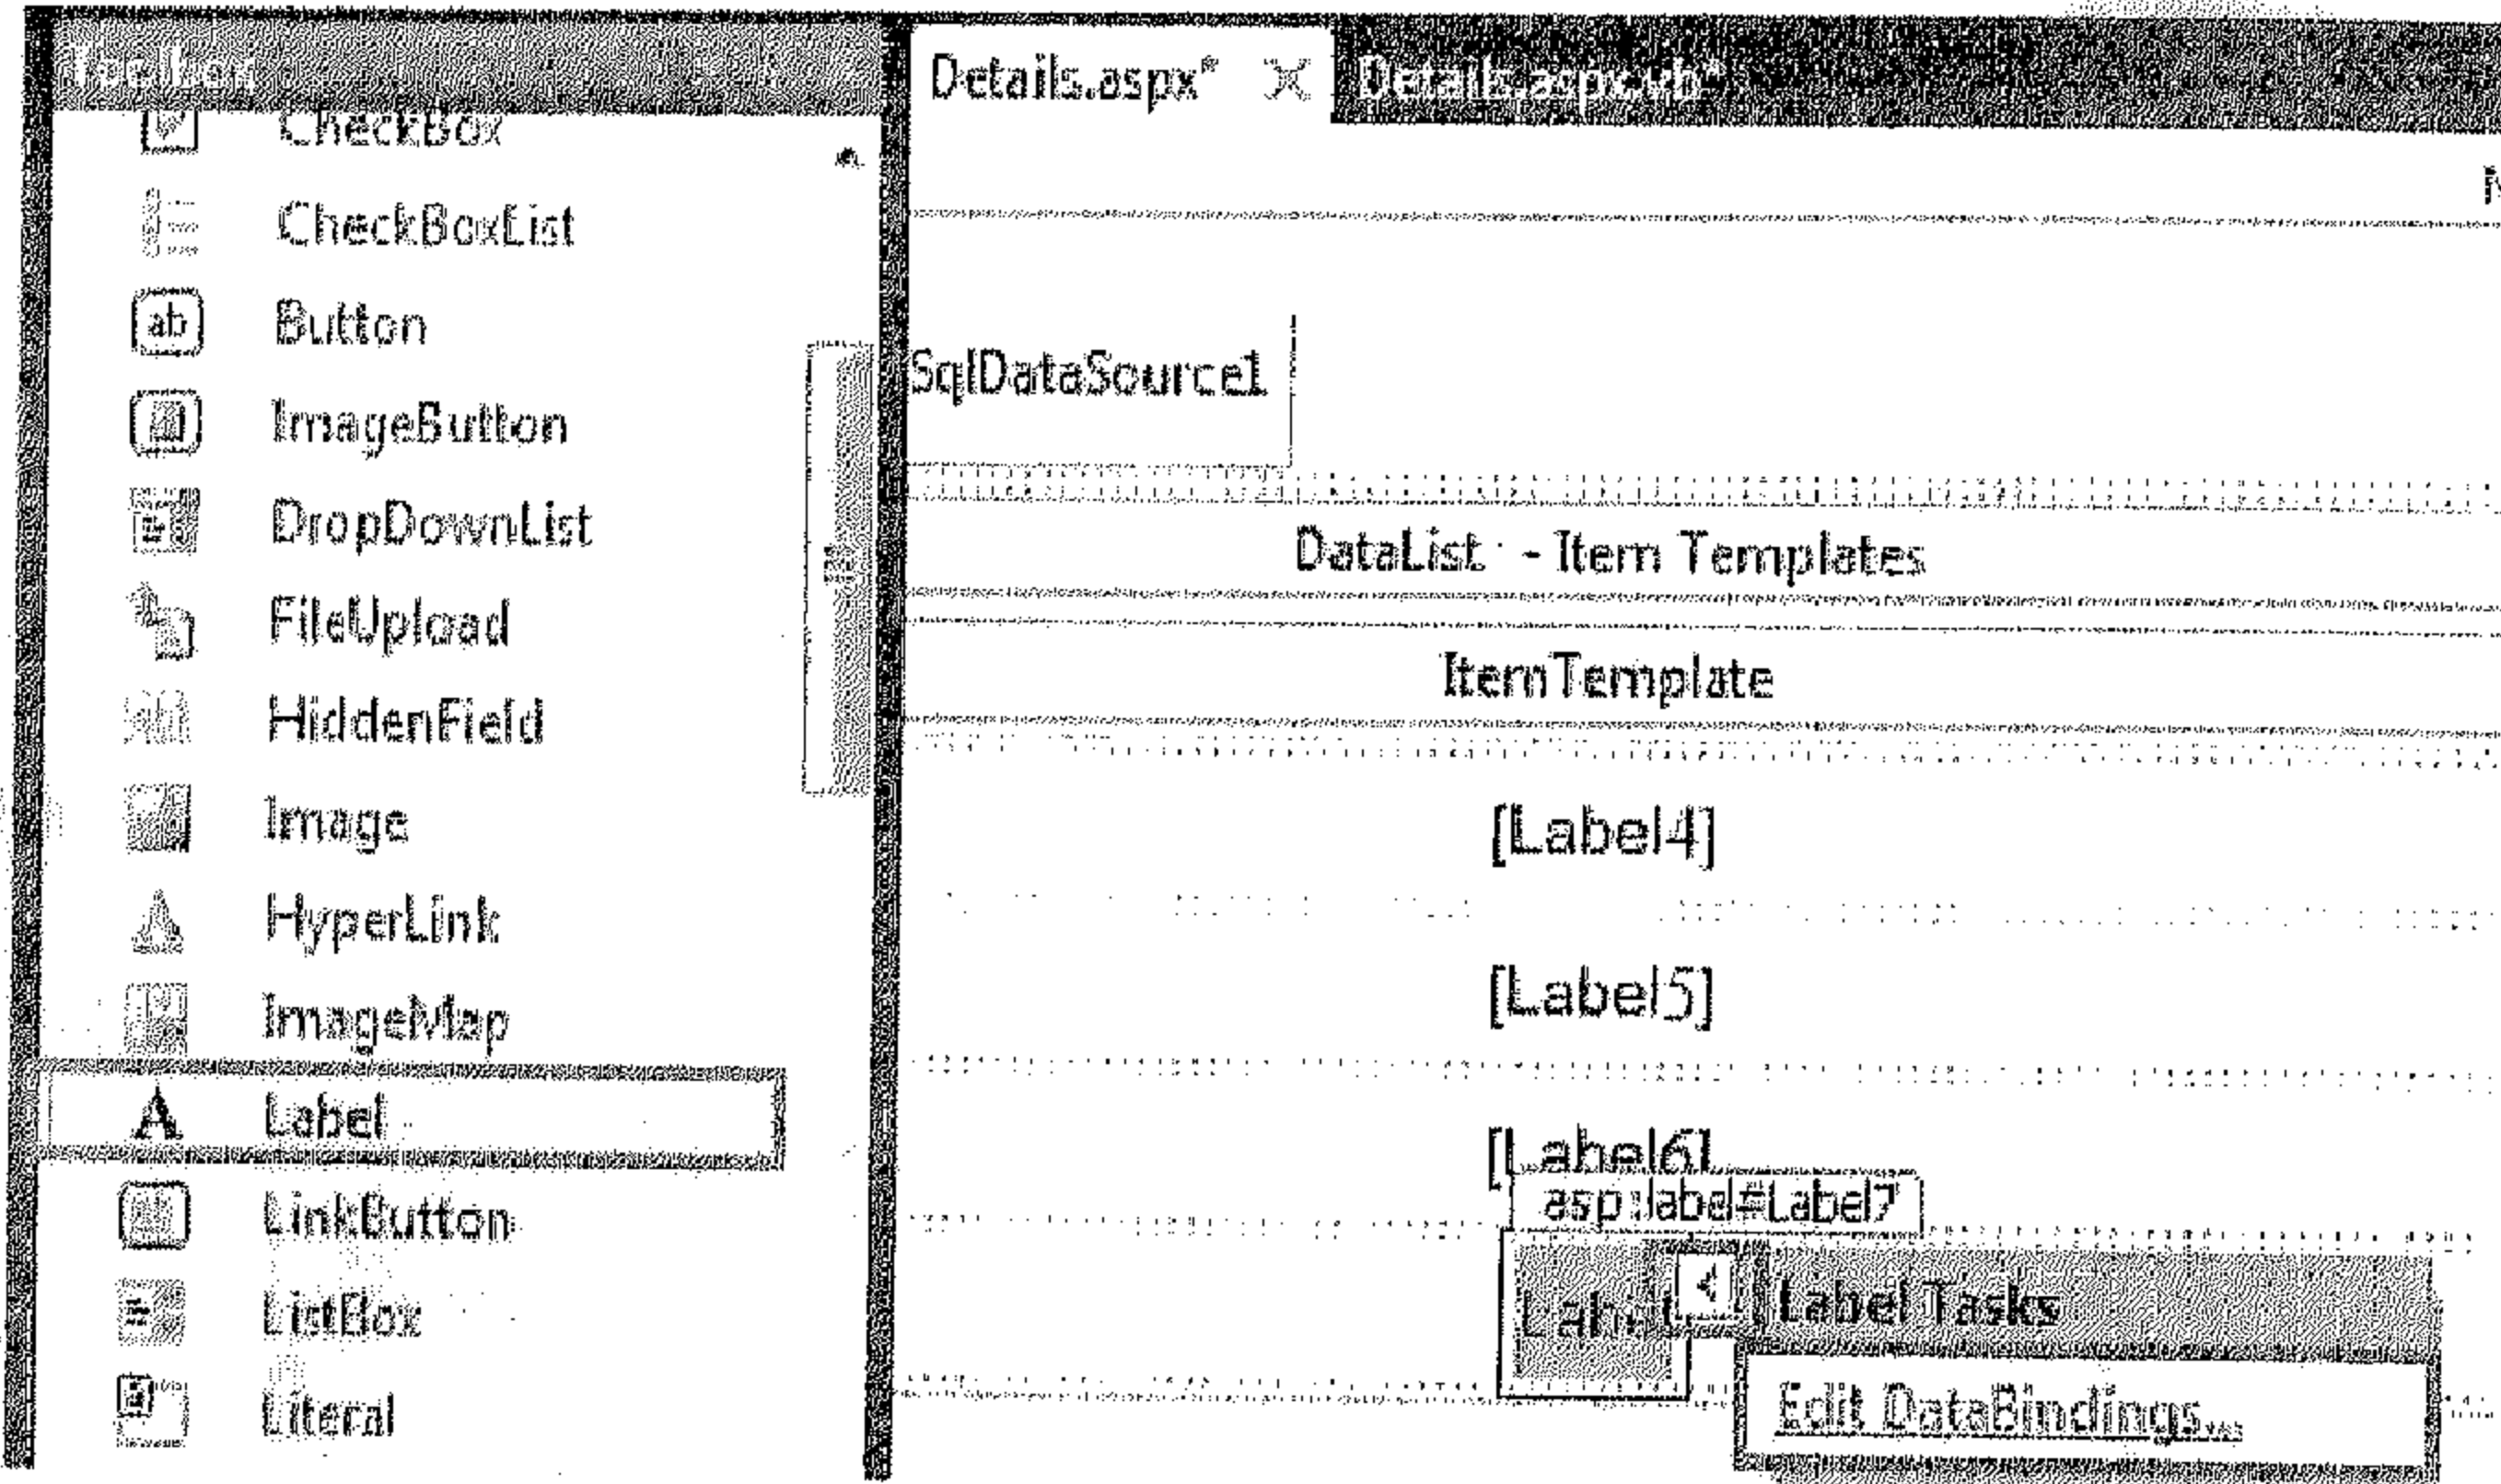 Toolbox
CheckBox
CheckBoxList
Button
ImageButton
DropDownList
FileUpload
HiddenField
Image
HyperLink
ImageMap
Label
LinkButton
ListBox
Literal
Details.aspx* Details.aspx.vb*
SqlDataSource1
DataList - Item Templates
ItemTemplate
[Label4]
[Label5]
[Label6]
asp:label#Label7
Label Tasks
Edit DataBindings...